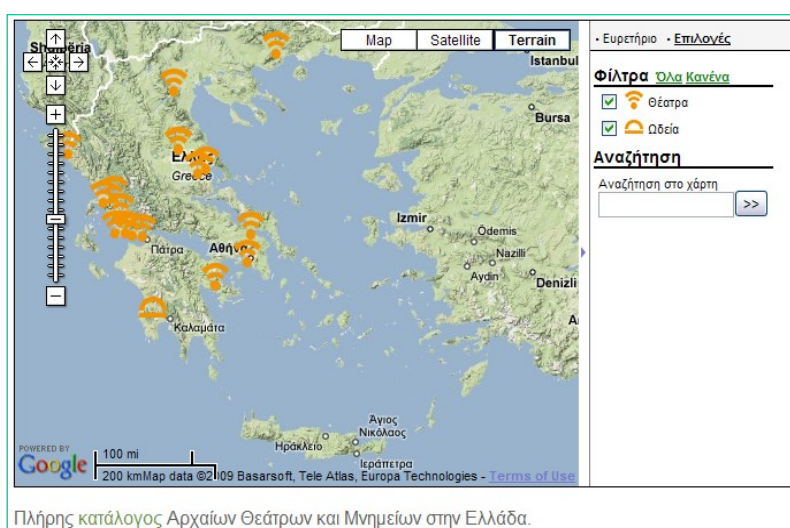 Shqipëria
Map Satellite Terrain
Istanbul
Bursa
Greece
Izmir
Odemis
Nazilli
Aydin
Denizli
Πάτρα
Αθήνα
Καλαμάτα
Άγιος
Νικόλαος
Ηράκλειο
Ιεράπετρα
POWERED BY
Google
100 mi
200 km
Map data ©2009 Basarsoft, Tele Atlas, Europa Technologies - Terms of Use
· Ευρετήριο · Επιλογές
Φίλτρα Όλα Κανένα
Θέατρα
Ωδεία
Αναζήτηση
Αναζήτηση στο χάρτη
>>
Πλήρης κατάλογος Αρχαίων Θεάτρων και Μνημείων στην Ελλάδα.